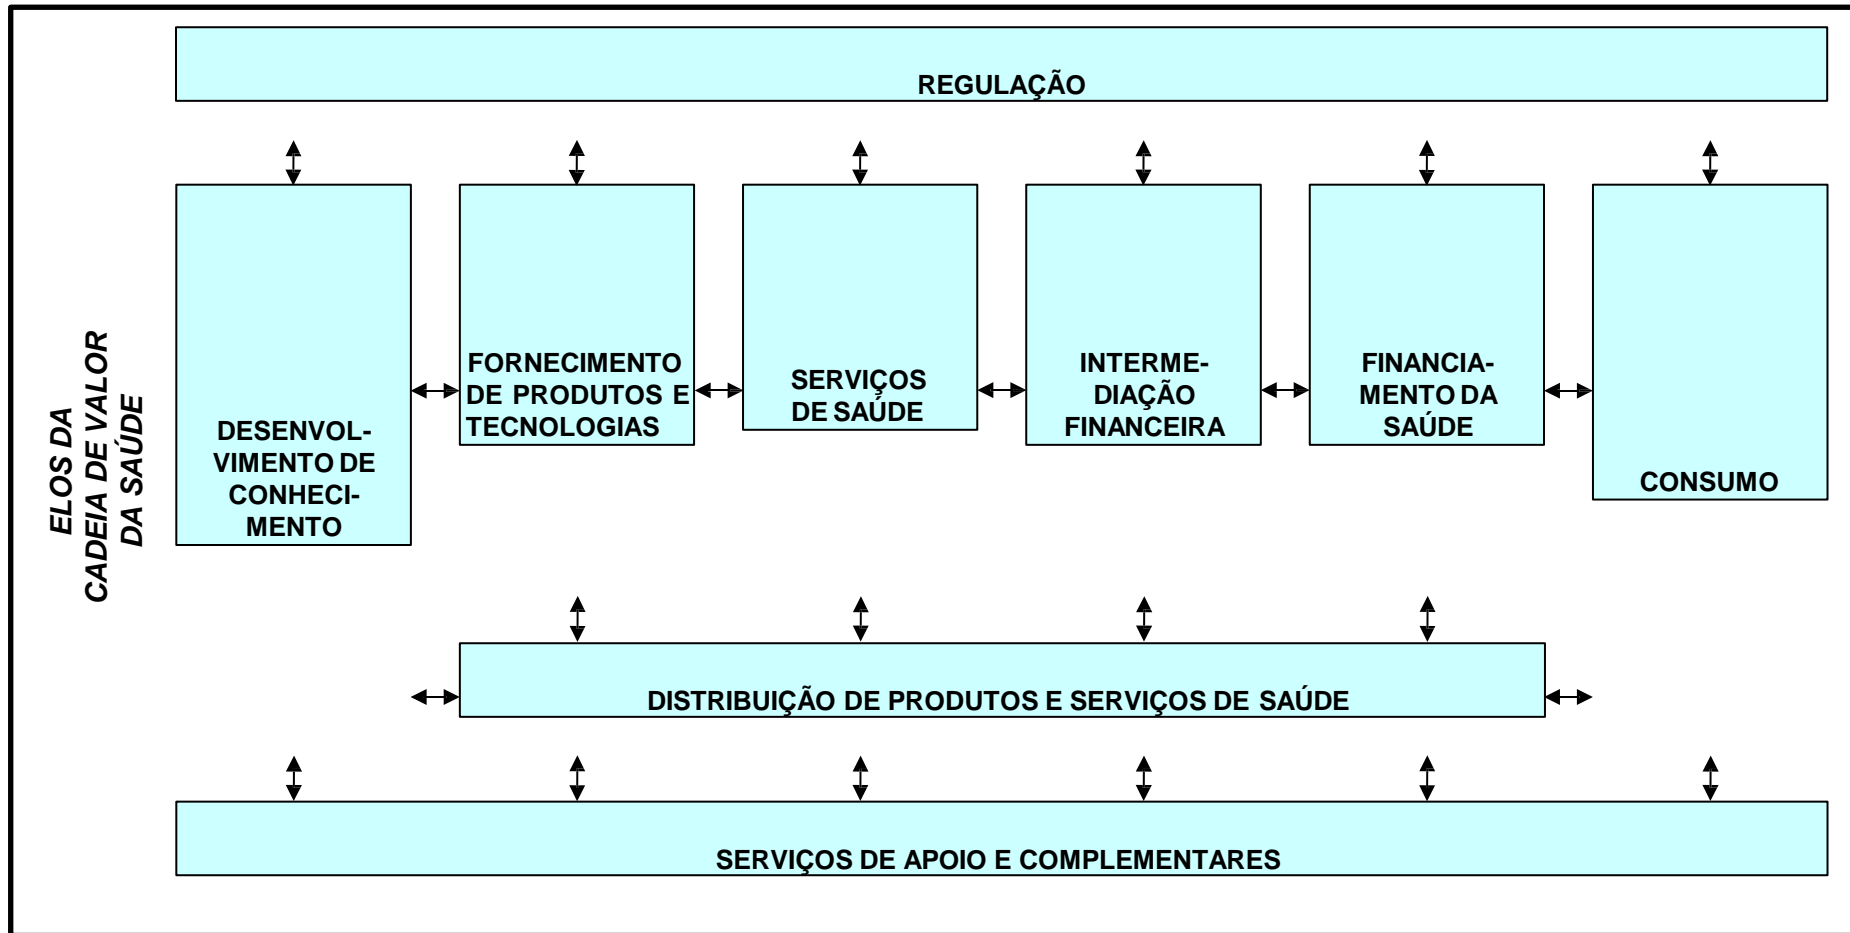 REGULAÇÃO
ELOS DA
CADEIA DE VALOR
DA SAÚDE
DESENVOL-
VIMENTO DE
CONHECI-
MENTO
FORNECIMENTO
DE PRODUTOS E
TECNOLOGIAS
SERVIÇOS
DE SAÚDE
INTERME-
DIAÇÃO
FINANCEIRA
FINANCIA-
MENTO DA
SAÚDE
CONSUMO
DISTRIBUIÇÃO DE PRODUTOS E SERVIÇOS DE SAÚDE
SERVIÇOS DE APOIO E COMPLEMENTARES